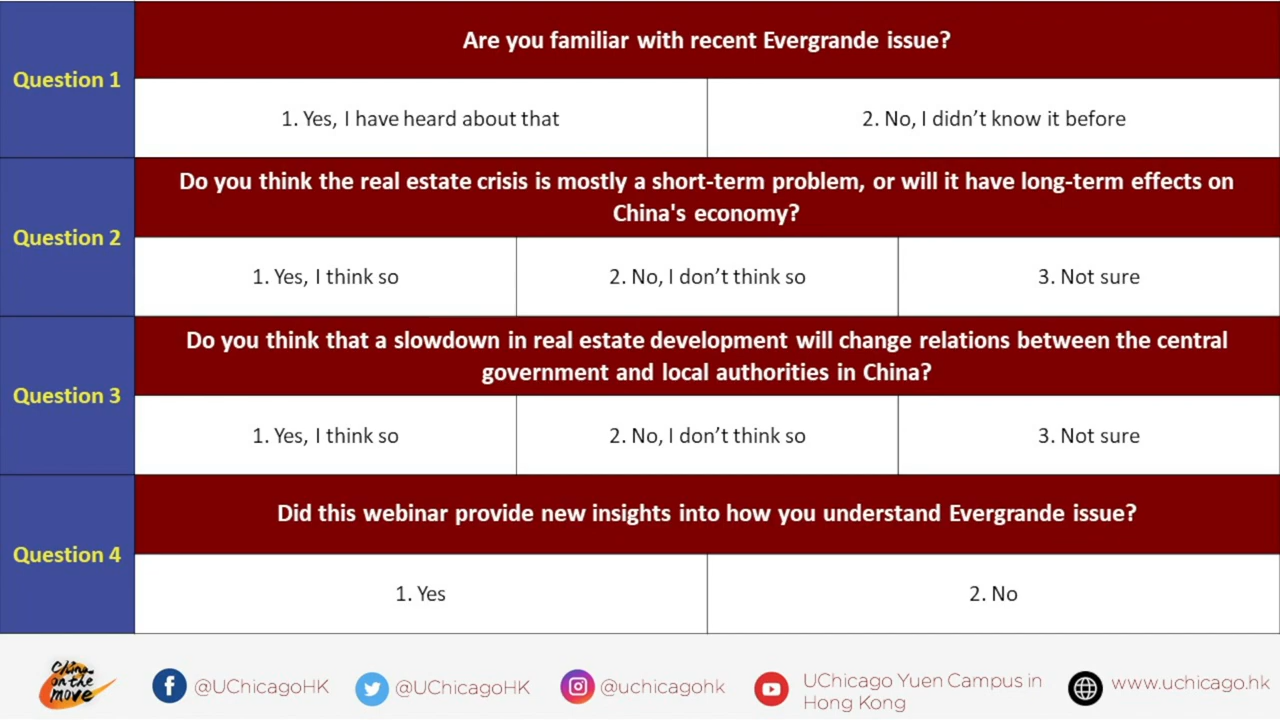 Question 1
Are you familiar with recent Evergrande issue?
1. Yes, I have heard about that
2. No, I didn’t know it before
Question 2
Do you think the real estate crisis is mostly a short-term problem, or will it have long-term effects on
China's economy?
1. Yes, I think so
2. No, I don’t think so
3. Not sure
Question 3
Do you think that a slowdown in real estate development will change relations between the central
government and local authorities in China?
1. Yes, I think so
2. No, I don’t think so
3. Not sure
Question 4
Did this webinar provide new insights into how you understand Evergrande issue?
1. Yes
2. No
China
on the
move
@UChicagoHK
@UChicagoHK
@uchicagohk
UChicago Yuen Campus in
Hong Kong
www.uchicago.hk